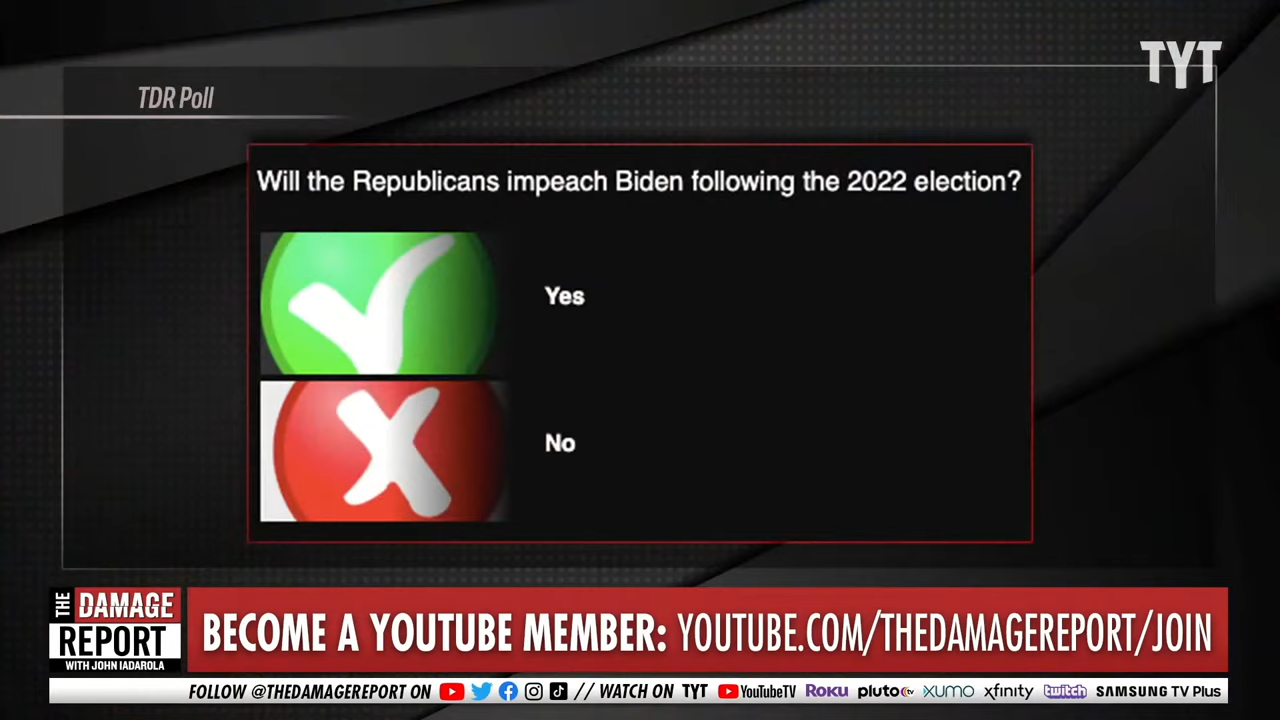 TYT
TDR Poll
Will the Republicans impeach Biden following the 2022 election?
Yes
No
THE DAMAGE REPORT
WITH JOHN IADAROLA
BECOME A YOUTUBE MEMBER: YOUTUBE.COM/THEDAMAGEREPORT/JOIN
FOLLOW @THEDAMAGEREPORT ON // WATCH ON TYT YouTubeTV ROKU pluto tv XUMO xfinity twitch SAMSUNG TV Plus